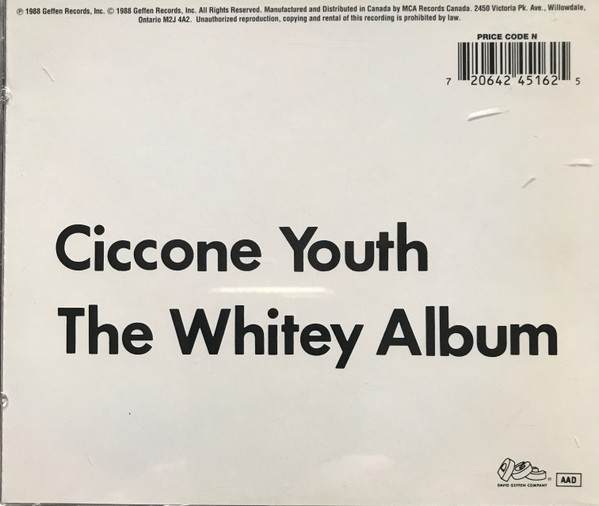 ℗ 1988 Geffen Records, Inc. © 1988 Geffen Records, Inc. All Rights Reserved. Manufactured and Distributed in Canada by MCA Records Canada. 2450 Victoria Pk. Ave., Willowdale,
Ontario M2J 4A2. Unauthorized reproduction, copying and rental of this recording is prohibited by law.
PRICE CODE N
7 20642 45162 5
Ciccone Youth
The Whitey Album
DAVID GEFFEN COMPANY
AAD